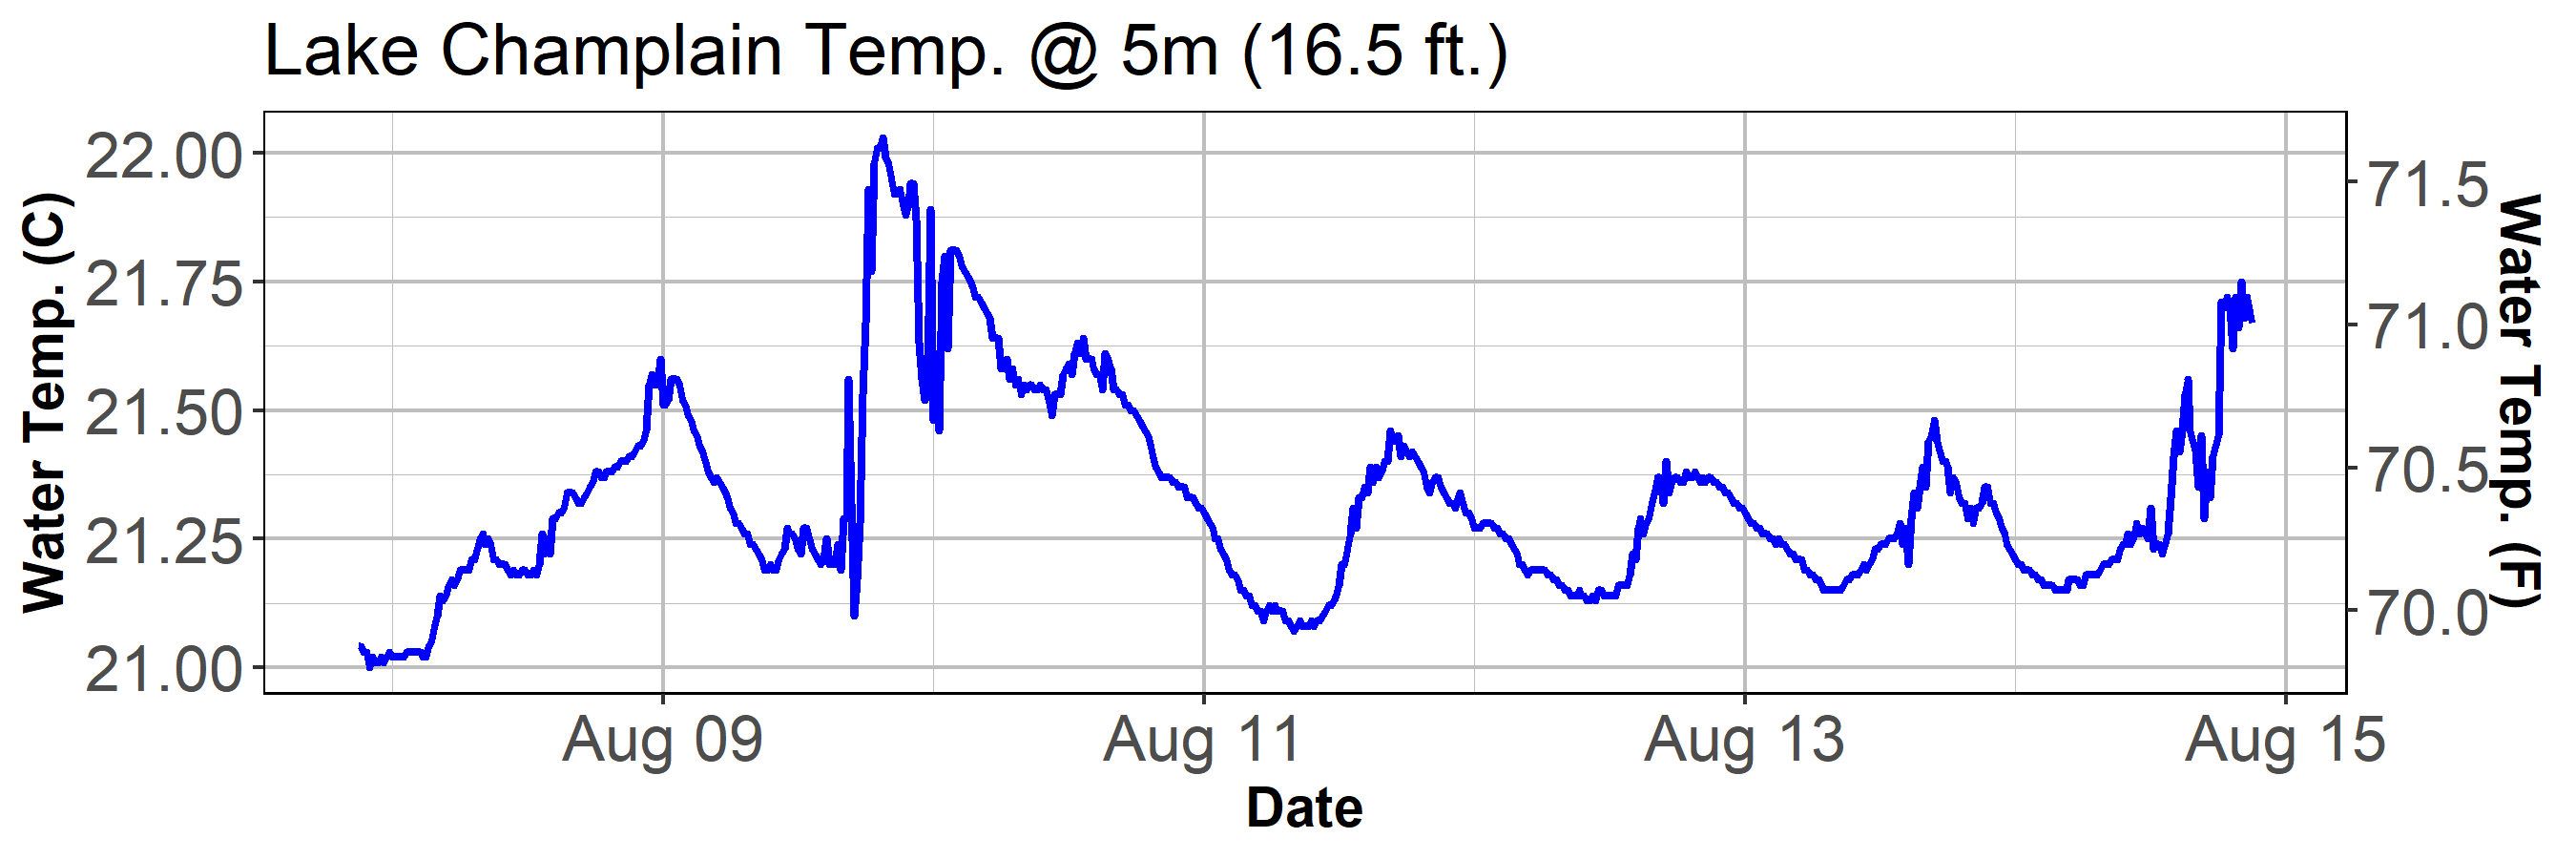 Lake Champlain Temp. @ 5m (16.5 ft.)
Water Temp. (C)
22.00
21.75
21.50
21.25
21.00
71.5
71.0
70.5
70.0
Water Temp. (F)
Aug 09 Aug 11 Aug 13 Aug 15
Date